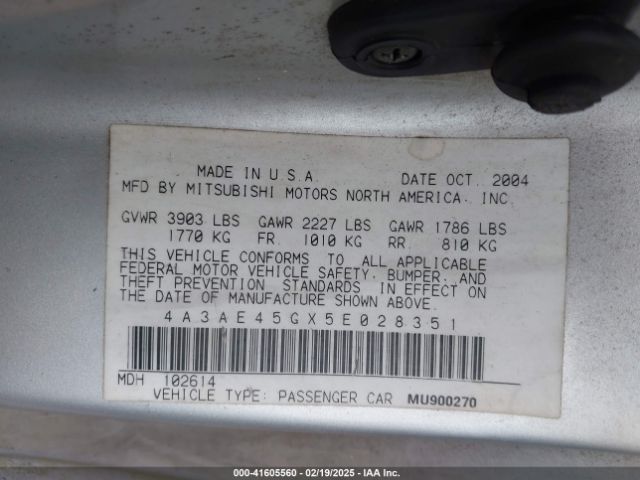 MADE IN U.S.A. DATE OCT. 2004
MFD BY MITSUBISHI MOTORS NORTH AMERICA, INC
GVWR 3903 LBS GAWR 2227 LBS GAWR 1786 LBS
1770 KG FR. 1010 KG RR. 810 KG
THIS VEHICLE CONFORMS TO ALL APPLICABLE
FEDERAL MOTOR VEHICLE SAFETY, BUMPER, AND
THEFT PREVENTION STANDARDS IN EFFECT ON
THE DATE OF MANUFACTURE SHOWN ABOVE.
4A3AE45GX5E028351
MDH 102614
VEHICLE TYPE: PASSENGER CAR MU900270
000-41605560 - 02/19/2025 - IAA Inc.